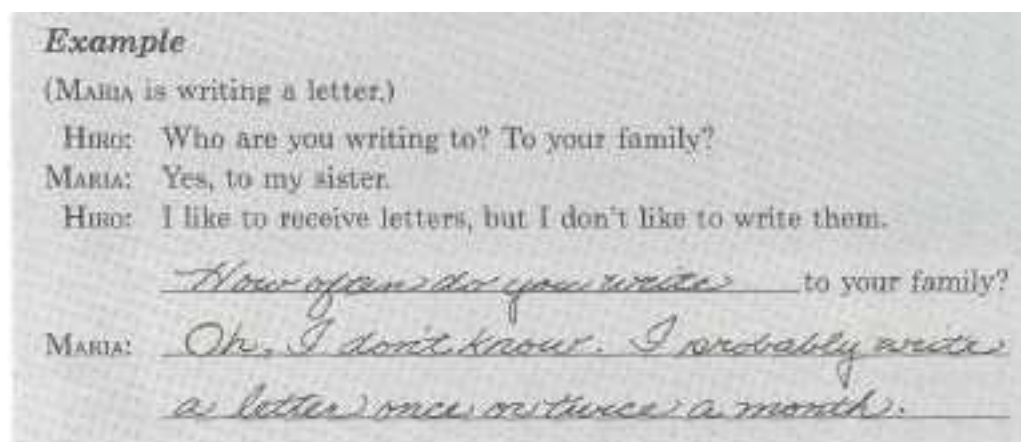 Example
(MARIA is writing a letter.)
HIRO: Who are you writing to? To your family?
MARIA: Yes, to my sister.
HIRO: I like to receive letters, but I don't like to write them.
How often do you write to your family?
MARIA: Oh, I don't know. I probably write
a letter once or twice a month.